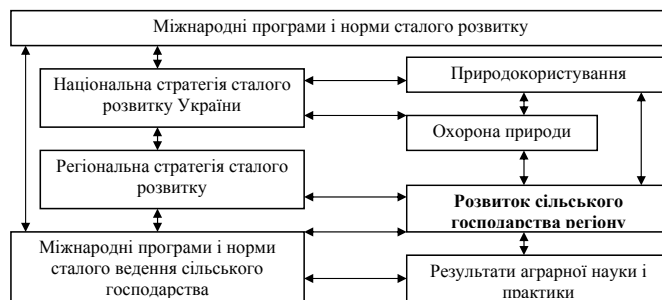 Міжнародні програми і норми сталого розвитку
Національна стратегія сталого
розвитку України
Природокористування
Охорона природи
Регіональна стратегія сталого
розвитку
Розвиток сільського
господарства регіону
Міжнародні програми і норми
сталого ведення сільського
господарства
Результати аграрної науки і
практики